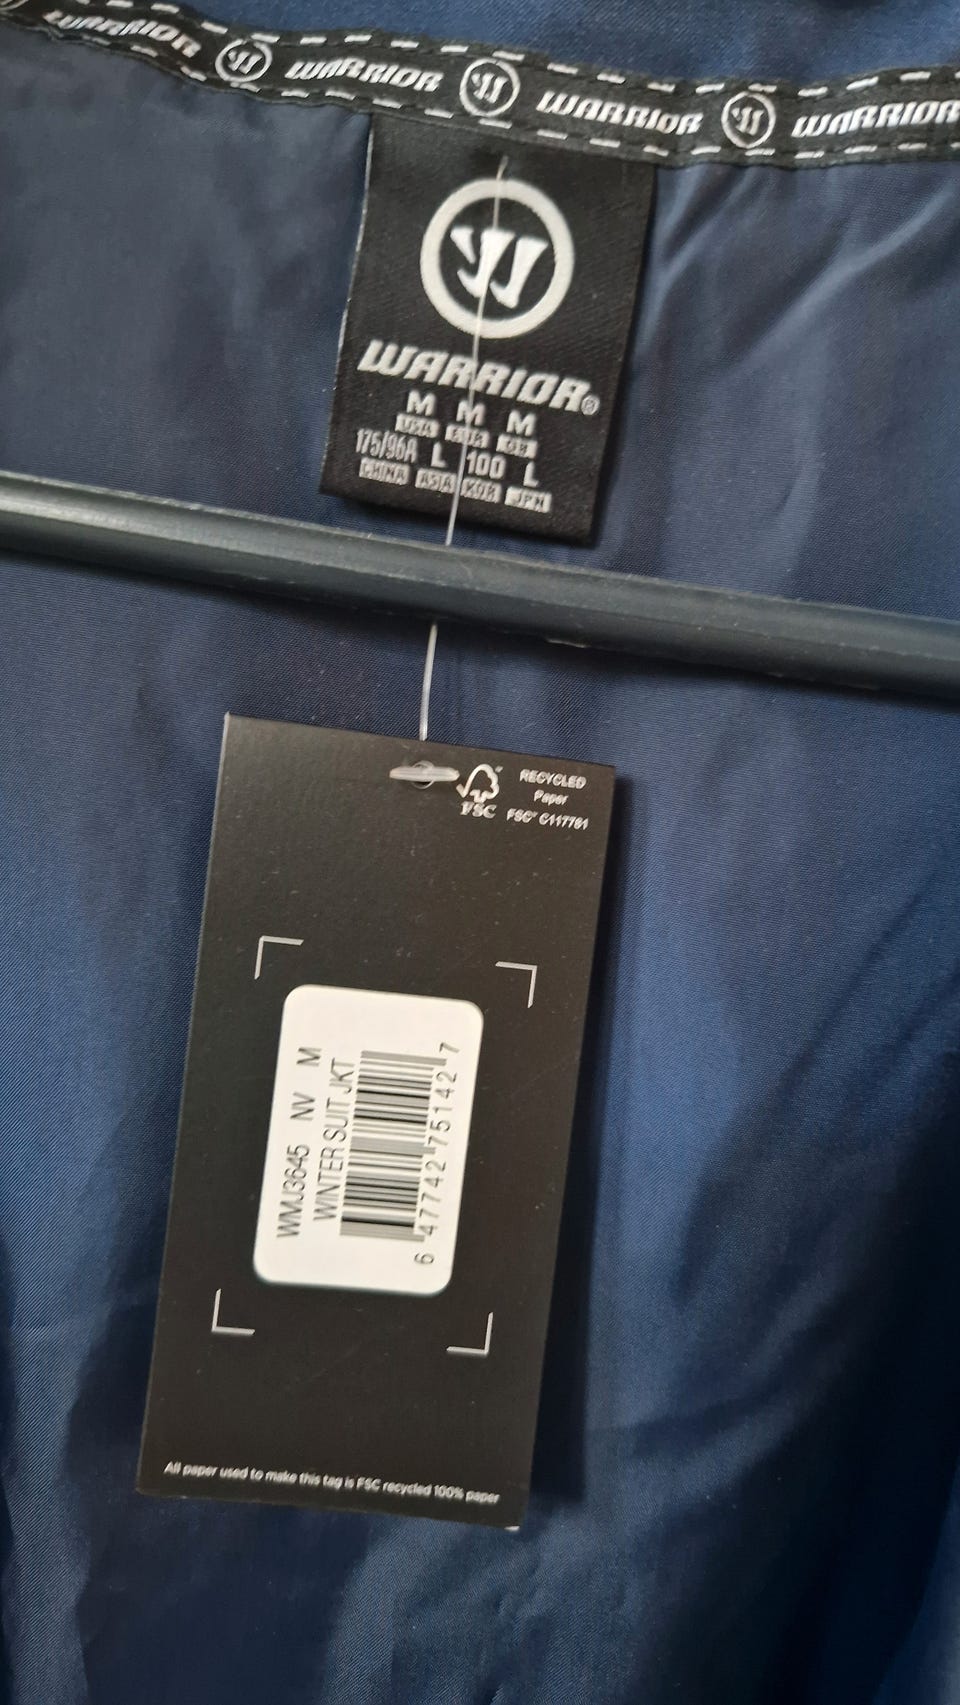 WARRIOR WARRIOR WARRIOR WARRIOR
WARRIOR®
M M M
USA EUR GB
175/96A L 100 L
CHINA ASIA KOR JPN
FSC
RECYCLED
Paper
FSC® C117781
WMJ3645 NV M
WINTER SUIT JKT
6 47742 75142 7
All paper used to make this tag is FSC recycled 100% paper